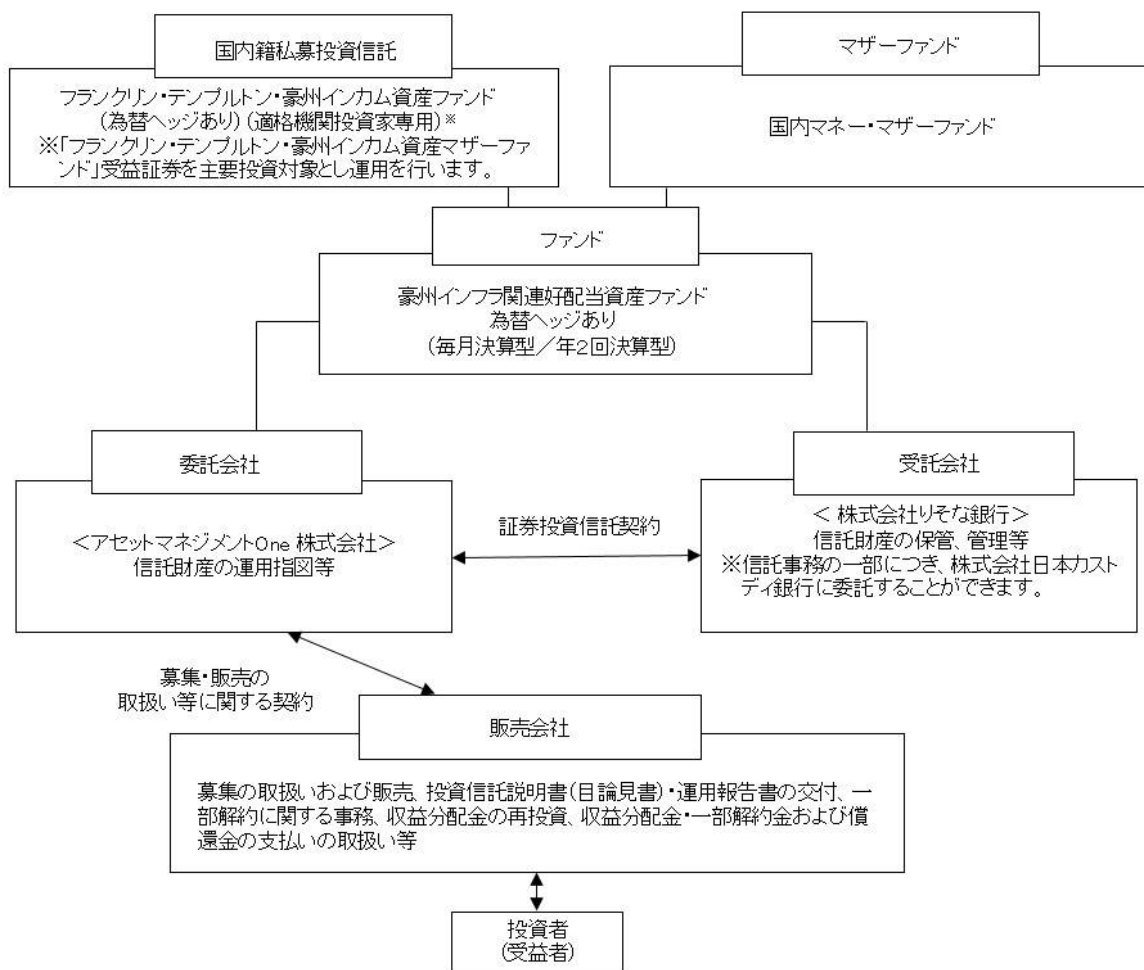 国内籍私募投資信託
フランクリン・テンプルトン・豪州インカム資産ファンド
(為替ヘッジあり)(適格機関投資家専用)※
※「フランクリン・テンプルトン・豪州インカム資産マザーファ
ンド」受益証券を主要投資対象とし運用を行います。
マザーファンド
国内マネー・マザーファンド
ファンド
豪州インフラ関連好配当資産ファンド
為替ヘッジあり
(毎月決算型／年2回決算型)
委託会社
＜アセットマネジメントOne 株式会社＞
信託財産の運用指図等
証券投資信託契約
受託会社
＜ 株式会社りそな銀行＞
信託財産の保管、管理等
※信託事務の一部につき、株式会社日本カスト
ディ銀行に委託することができます。
募集・販売の
取扱い等に関する契約
販売会社
募集の取扱いおよび販売、投資信託説明書(目論見書)・運用報告書の交付、一
部解約に関する事務、収益分配金の再投資、収益分配金・一部解約金および償
還金の支払いの取扱い等
投資者
(受益者)